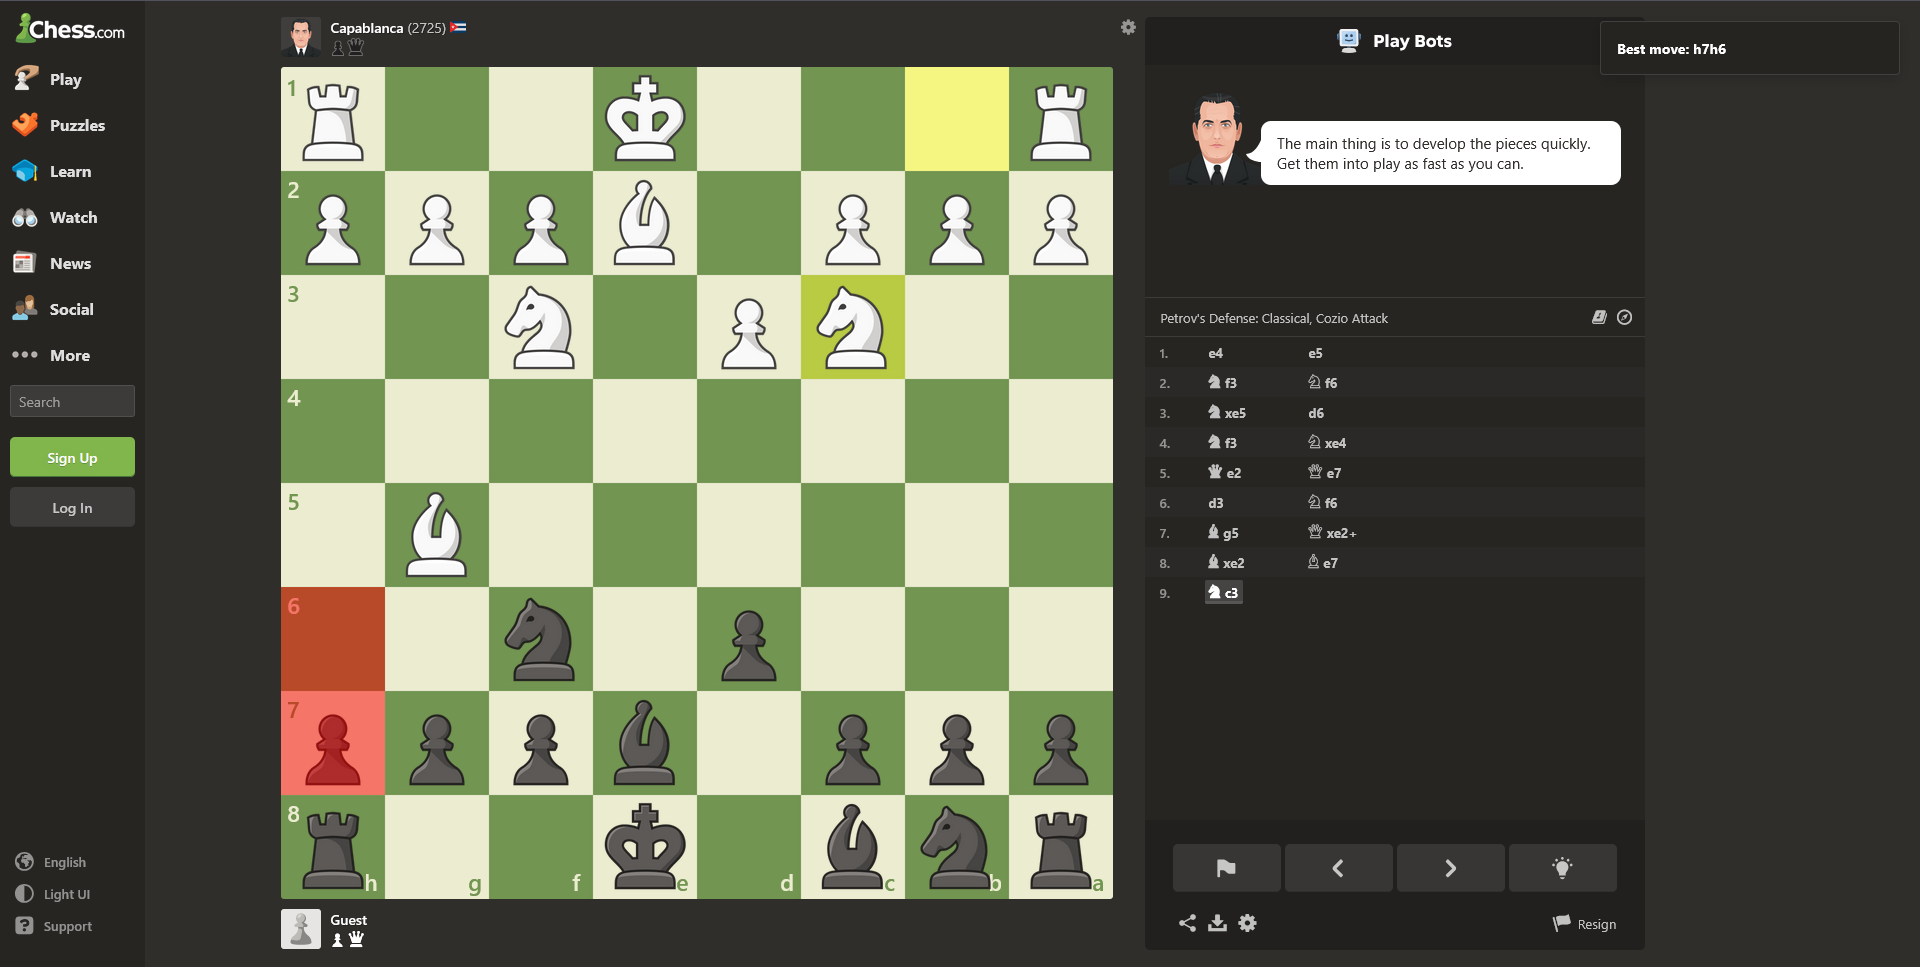 Chess.com
Play
Puzzles
Learn
Watch
News
Social
More
Search
Sign Up
Log In
English
Light UI
Support
Capablanca (2725)
1
2
3
4
5
6
7
8
h g f e d c b a
Guest
Play Bots
Best move: h7h6
The main thing is to develop the pieces quickly.
Get them into play as fast as you can.
Petrov's Defense: Classical, Cozio Attack
1. e4 e5
2. f3 f6
3. xe5 d6
4. f3 xe4
5. e2 e7
6. d3 f6
7. g5 xe2+
8. xe2 e7
9. c3
Resign